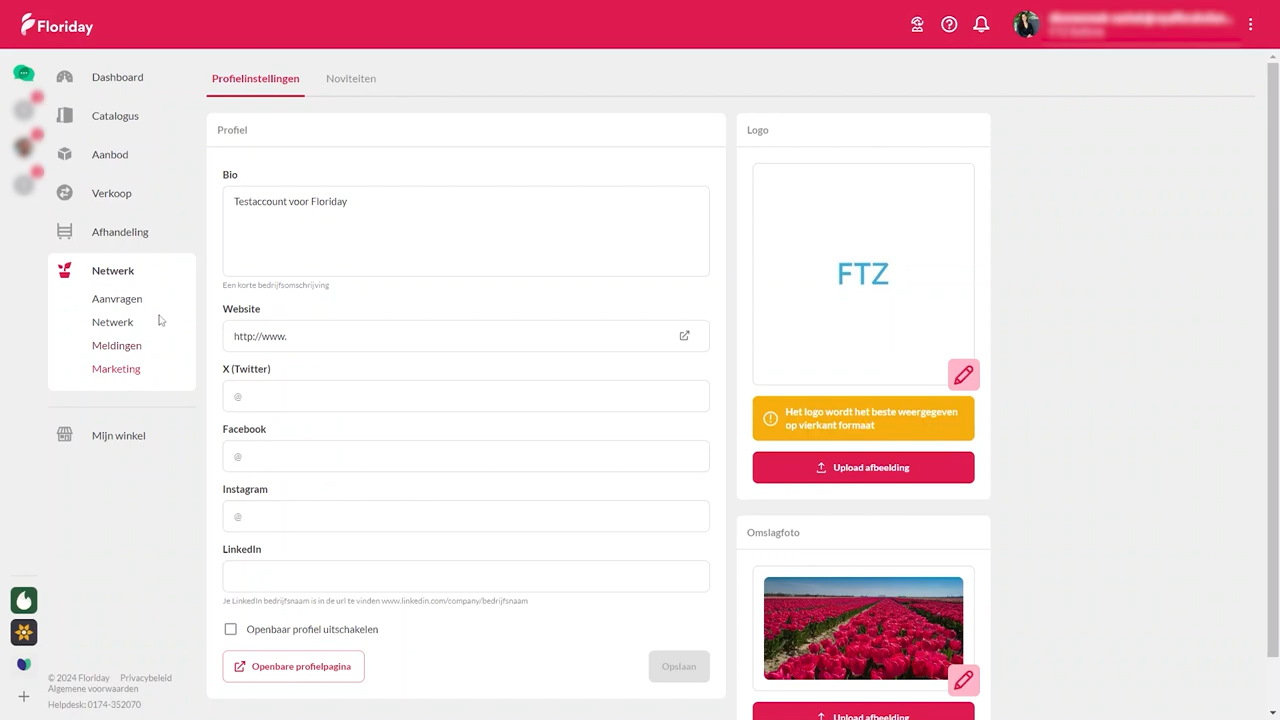 Floriday
Dashboard
Catalogus
Aanbod
Verkoop
Afhandeling
Netwerk
Aanvragen
Netwerk
Meldingen
Marketing
Mijn winkel
© 2024 Floriday Privacybeleid
Algemene voorwaarden
Helpdesk: 0174-352070
Profielinstellingen Noviteiten
Profiel
Bio
Testaccount voor Floriday
Een korte bedrijfsomschrijving
Website
http://www.
X (Twitter)
@
Facebook
@
Instagram
@
LinkedIn
Je LinkedIn bedrijfsnaam is in de url te vinden www.linkedin.com/company/bedrijfsnaam
Openbaar profiel uitschakelen
Openbare profielpagina
Opslaan
Logo
FTZ
Het logo wordt het beste weergegeven
op vierkant formaat
Upload afbeelding
Omslagfoto
Upload afbeelding